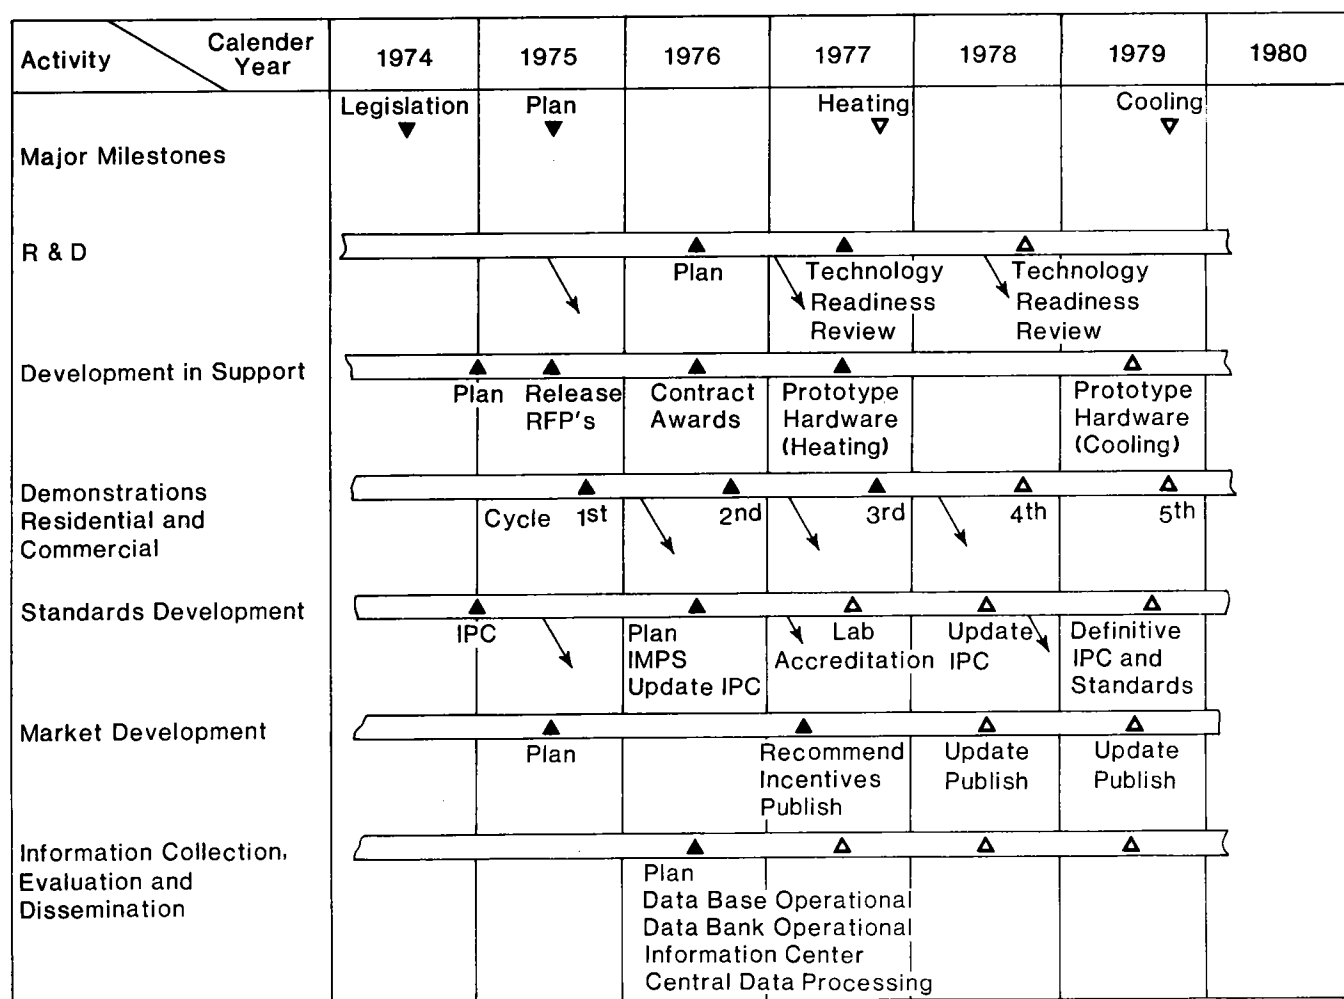 Activity
Calender
Year
1974
1975
1976
1977
1978
1979
1980
Major Milestones
Legislation
Plan
Heating
Cooling
R & D
Plan
Technology
Readiness
Review
Technology
Readiness
Review
Development in Support
Plan
Release
RFP's
Contract
Awards
Prototype
Hardware
(Heating)
Prototype
Hardware
(Cooling)
Demonstrations
Residential and
Commercial
Cycle 1st
2nd
3rd
4th
5th
Standards Development
IPC
Plan
IMPS
Update IPC
Lab
Accreditation
Update
IPC
Definitive
IPC and
Standards
Market Development
Plan
Recommend
Incentives
Publish
Update
Publish
Update
Publish
Information Collection,
Evaluation and
Dissemination
Plan
Data Base Operational
Data Bank Operational
Information Center
Central Data Processing